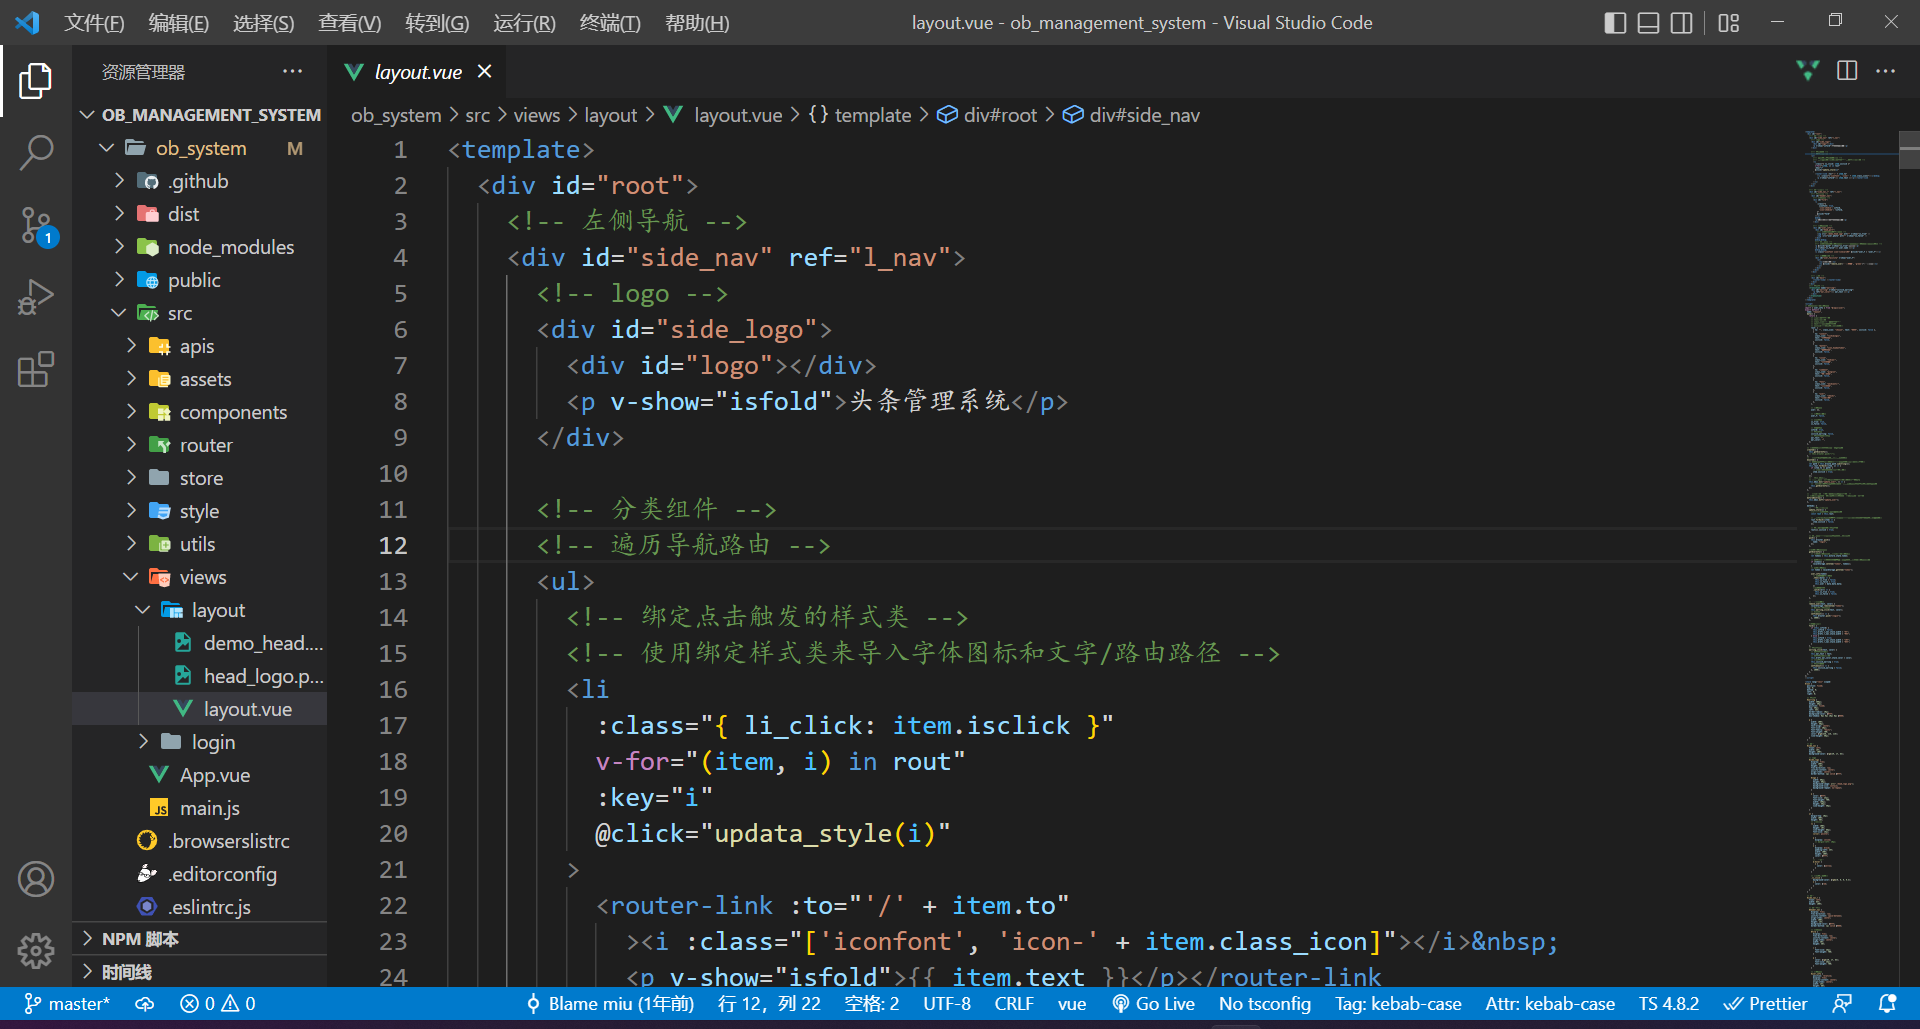 文件(F) 编辑(E) 选择(S) 查看(V) 转到(G) 运行(R) 终端(T) 帮助(H) layout.vue - ob_management_system - Visual Studio Code
资源管理器 ···
layout.vue
OB_MANAGEMENT_SYSTEM
ob_system M
.github
dist
node_modules
public
src
apis
assets
components
router
store
style
utils
views
layout
demo_head....
head_logo.p...
layout.vue
login
App.vue
main.js
.browserslistrc
.editorconfig
.eslintrc.js
NPM 脚本
时间线
1
ob_system > src > views > layout > layout.vue > {} template > div#root > div#side_nav
1 <template>
2 <div id="root">
3 <!-- 左侧导航 -->
4 <div id="side_nav" ref="l_nav">
5 <!-- logo -->
6 <div id="side_logo">
7 <div id="logo"></div>
8 <p v-show="isfold">头条管理系统</p>
9 </div>
10
11 <!-- 分类组件 -->
12 <!-- 遍历导航路由 -->
13 <ul>
14 <!-- 绑定点击触发的样式类 -->
15 <!-- 使用绑定样式类来导入字体图标和文字/路由路径 -->
16 <li
17 :class="{ li_click: item.isclick }"
18 v-for="(item, i) in rout"
19 :key="i"
20 @click="updata_style(i)"
21 >
22 <router-link :to="'/' + item.to"
23 ><i :class="['iconfont', 'icon-' + item.class_icon]"></i>&nbsp;
24 <p v-show="isfold">{{ item.text }}</p></router-link
master* 0 0 Blame miu (1年前) 行 12，列 22 空格: 2 UTF-8 CRLF vue Go Live No tsconfig Tag: kebab-case Attr: kebab-case TS 4.8.2 Prettier